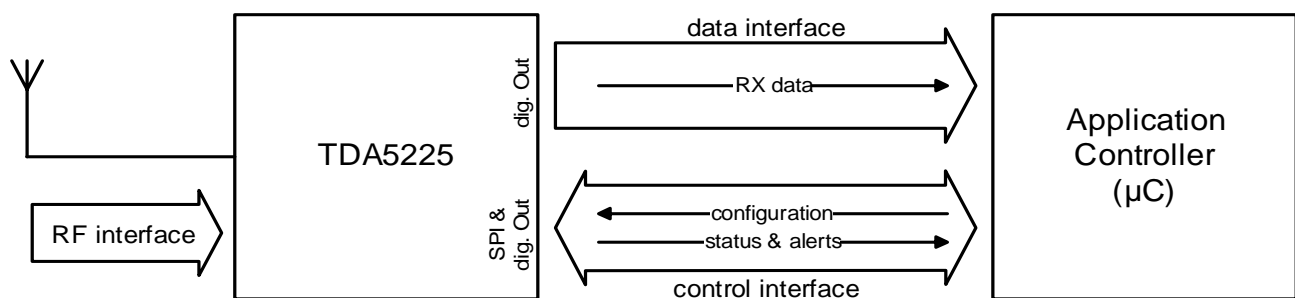 data interface
dig. Out
RX data
TDA5225
Application
Controller
(µC)
RF interface
SPI &
dig. Out
configuration
status & alerts
control interface